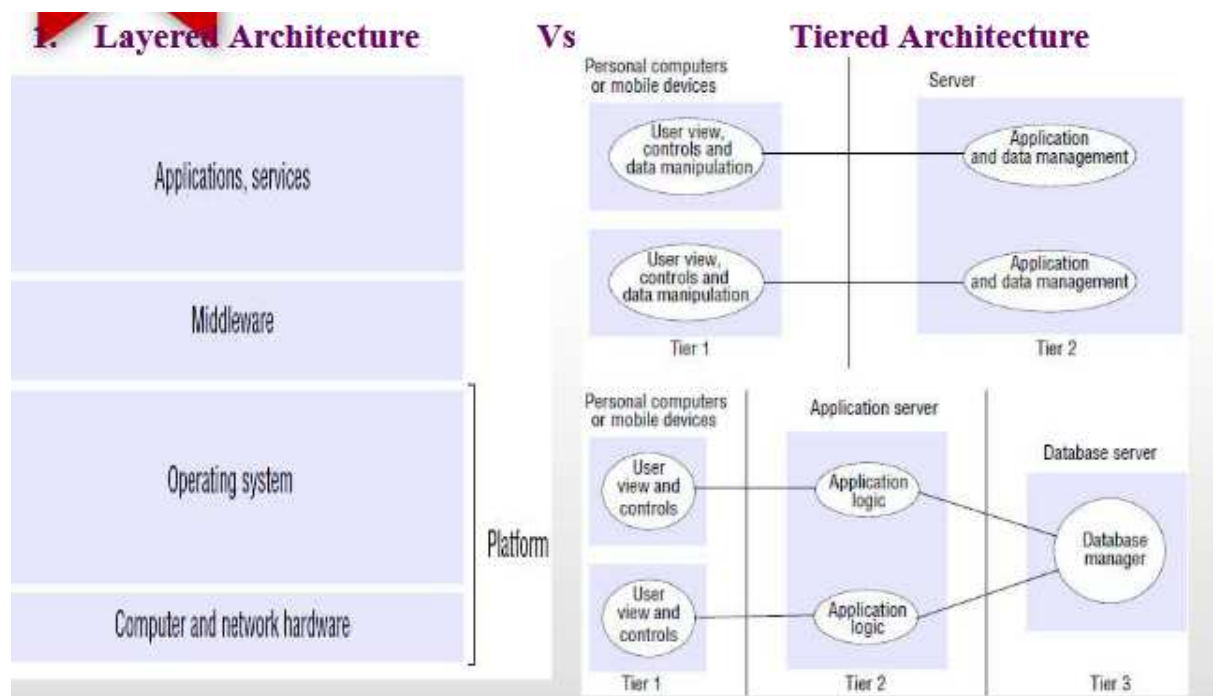 1. Layered Architecture Vs Tiered Architecture
Applications, services
Middleware
Operating system
Computer and network hardware
Platform
Personal computers
or mobile devices
Server
User view,
controls and
data manipulation
Application
and data management
User view,
controls and
data manipulation
Application
and data management
Tier 1
Tier 2
Personal computers
or mobile devices
Application server
Database server
User
view and
controls
Application
logic
Database
manager
User
view and
controls
Application
logic
Tier 1
Tier 2
Tier 3